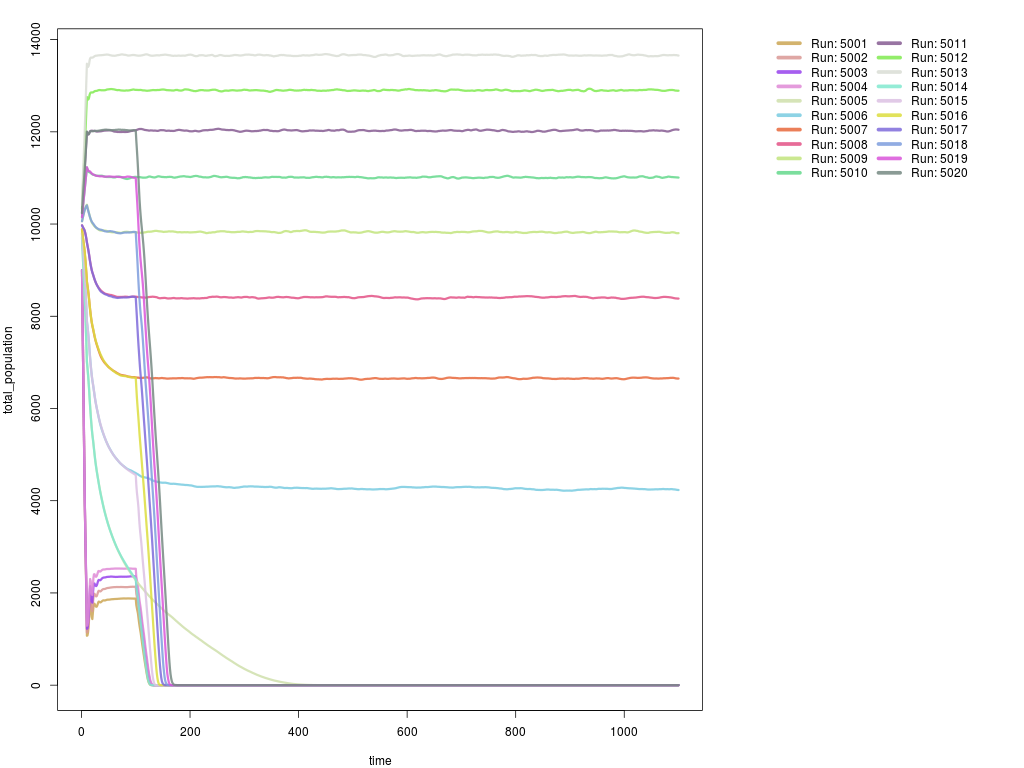 14000
12000
10000
8000
6000
4000
2000
0
total_population
0 200 400 600 800 1000
time
Run: 5001 Run: 5011
Run: 5002 Run: 5012
Run: 5003 Run: 5013
Run: 5004 Run: 5014
Run: 5005 Run: 5015
Run: 5006 Run: 5016
Run: 5007 Run: 5017
Run: 5008 Run: 5018
Run: 5009 Run: 5019
Run: 5010 Run: 5020